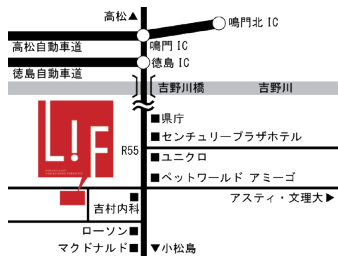 高松▲
鳴門北 IC
鳴門 IC
高松自動車道
徳島 IC
徳島自動車道
吉野川橋
吉野川
■県庁
■センチュリープラザホテル
L!F
R55
■ユニクロ
■ペットワールド アミーゴ
■
吉村内科
アスティ・文理大▶
ローソン■
マクドナルド■
▼小松島